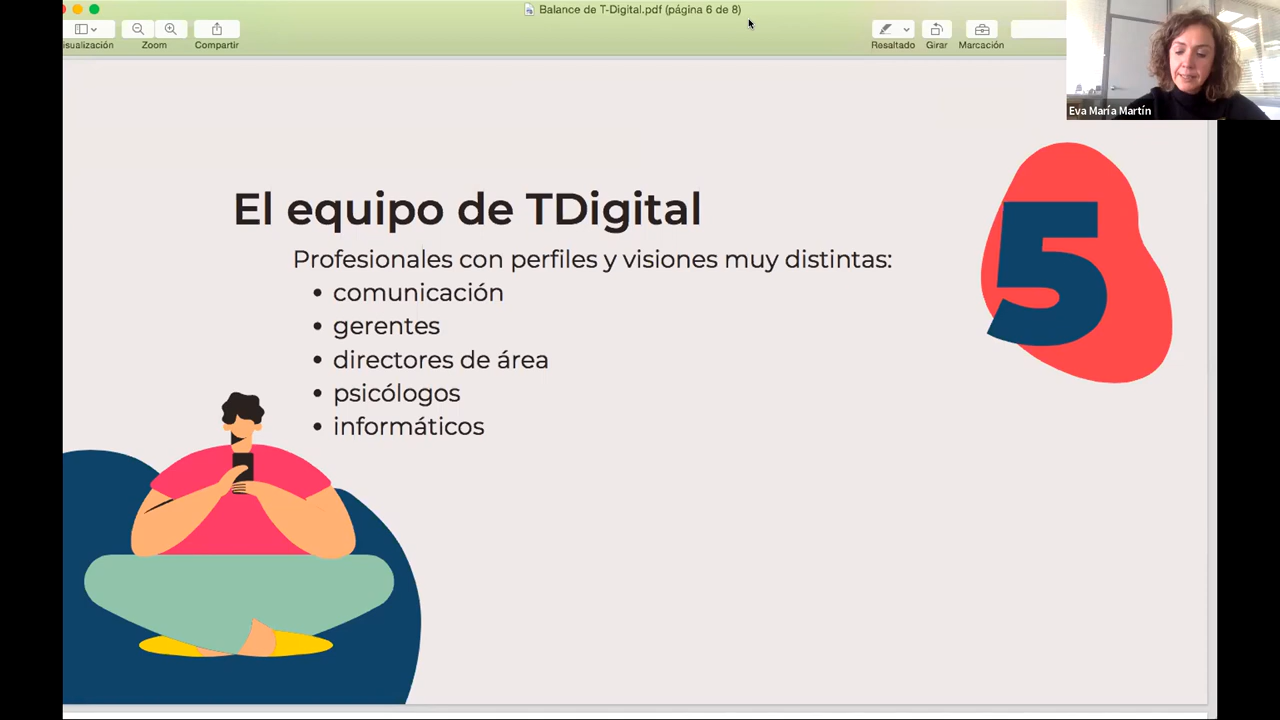 Balance de T-Digital.pdf (página 6 de 8)
isualización
Zoom
Compartir
Resaltado
Girar
Marcación
Eva María Martín
El equipo de TDigital
5
Profesionales con perfiles y visiones muy distintas:
• comunicación
• gerentes
• directores de área
• psicólogos
• informáticos